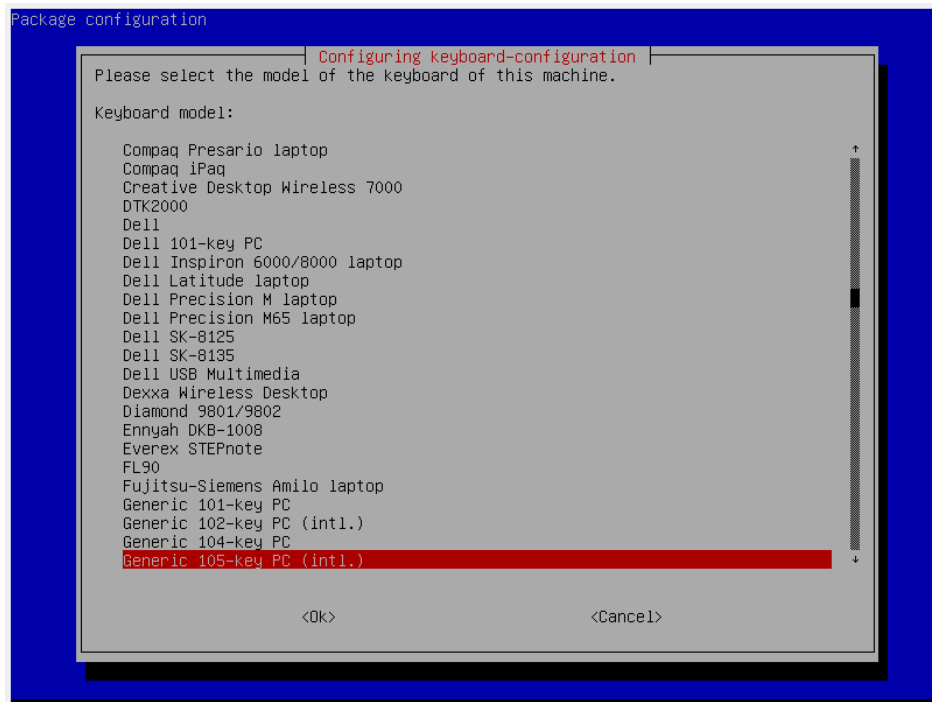 Package configuration
Configuring keyboard-configuration
Please select the model of the keyboard of this machine.
Keyboard model:
Compaq Presario laptop
Compaq iPaq
Creative Desktop Wireless 7000
DTK2000
Dell
Dell 101-key PC
Dell Inspiron 6000/8000 laptop
Dell Latitude laptop
Dell Precision M laptop
Dell Precision M65 laptop
Dell SK-8125
Dell SK-8135
Dell USB Multimedia
Dexxa Wireless Desktop
Diamond 9801/9802
Ennyah DKB-1008
Everex STEPnote
FL90
Fujitsu-Siemens Amilo laptop
Generic 101-key PC
Generic 102-key PC (intl.)
Generic 104-key PC
Generic 105-key PC (intl.)
<Ok> <Cancel>